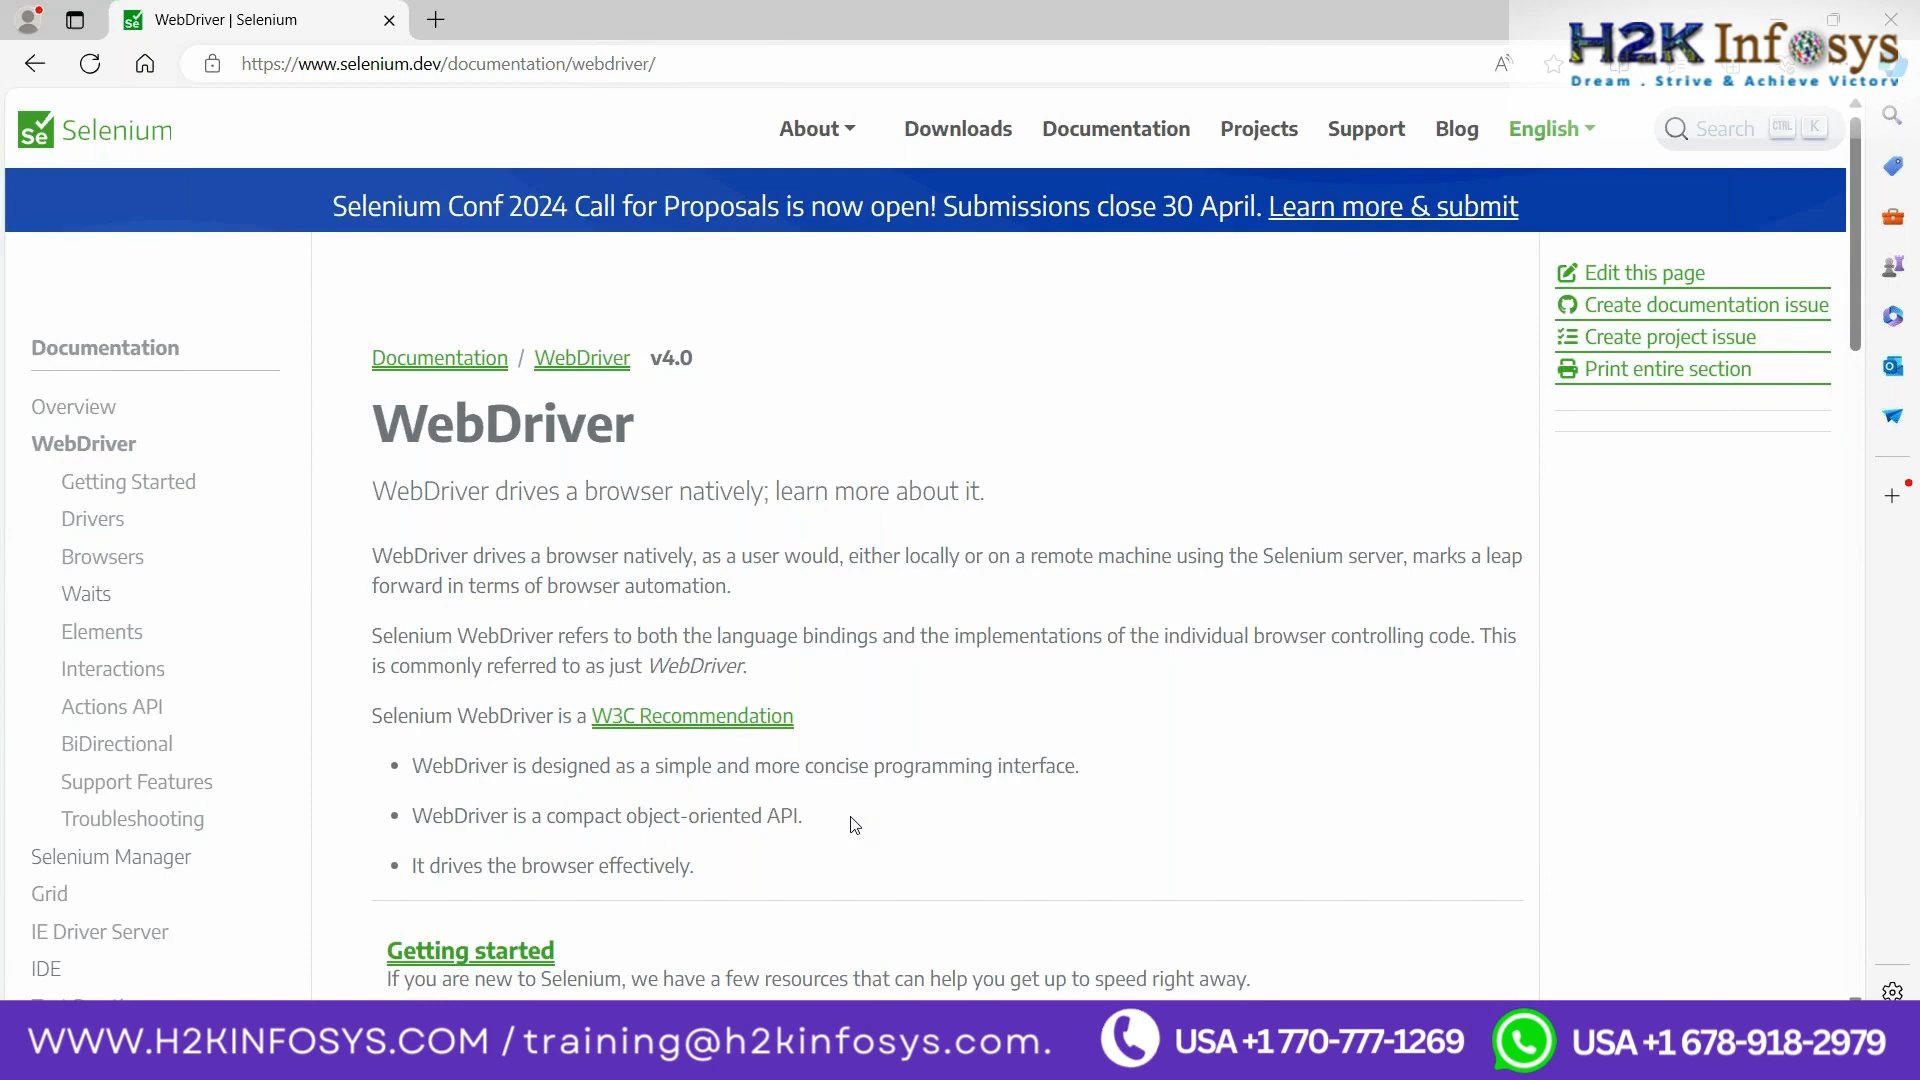 WebDriver | Selenium
https://www.selenium.dev/documentation/webdriver/
H2K Infosys
Dream . Strive & Achieve Victory
Se Selenium
About
Downloads
Documentation
Projects
Support
Blog
English
Search CTRL K
Selenium Conf 2024 Call for Proposals is now open! Submissions close 30 April. Learn more & submit
Documentation
Overview
WebDriver
Getting Started
Drivers
Browsers
Waits
Elements
Interactions
Actions API
BiDirectional
Support Features
Troubleshooting
Selenium Manager
Grid
IE Driver Server
IDE
Documentation / WebDriver v4.0
WebDriver
WebDriver drives a browser natively; learn more about it.
WebDriver drives a browser natively, as a user would, either locally or on a remote machine using the Selenium server, marks a leap
forward in terms of browser automation.
Selenium WebDriver refers to both the language bindings and the implementations of the individual browser controlling code. This
is commonly referred to as just WebDriver.
Selenium WebDriver is a W3C Recommendation
• WebDriver is designed as a simple and more concise programming interface.
• WebDriver is a compact object-oriented API.
• It drives the browser effectively.
Getting started
If you are new to Selenium, we have a few resources that can help you get up to speed right away.
Edit this page
Create documentation issue
Create project issue
Print entire section
WWW.H2KINFOSYS.COM / training@h2kinfosys.com.
USA +1 770-777-1269
USA +1 678-918-2979